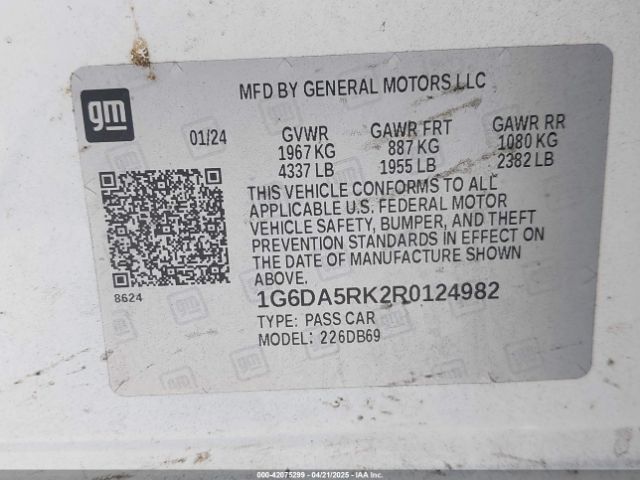 MFD BY GENERAL MOTORS LLC
gm
01/24 GVWR GAWR FRT GAWR RR
1967 KG 887 KG 1080 KG
4337 LB 1955 LB 2382 LB
THIS VEHICLE CONFORMS TO ALL
APPLICABLE U.S. FEDERAL MOTOR
VEHICLE SAFETY, BUMPER, AND THEFT
PREVENTION STANDARDS IN EFFECT ON
THE DATE OF MANUFACTURE SHOWN
ABOVE.
8624
1G6DA5RK2R0124982
TYPE: PASS CAR
MODEL: 226DB69
000-42075299 - 04/21/2025 -